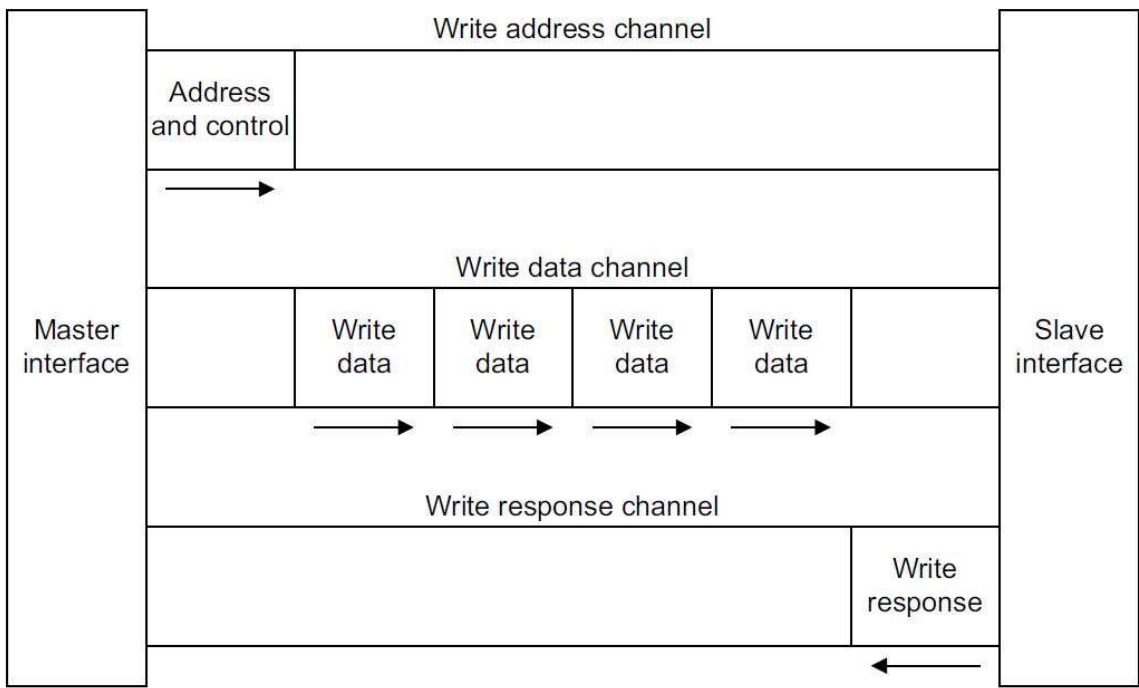 Write address channel
Address
and control
Write data channel
Master
interface
Write
data
Write
data
Write
data
Write
data
Slave
interface
Write response channel
Write
response